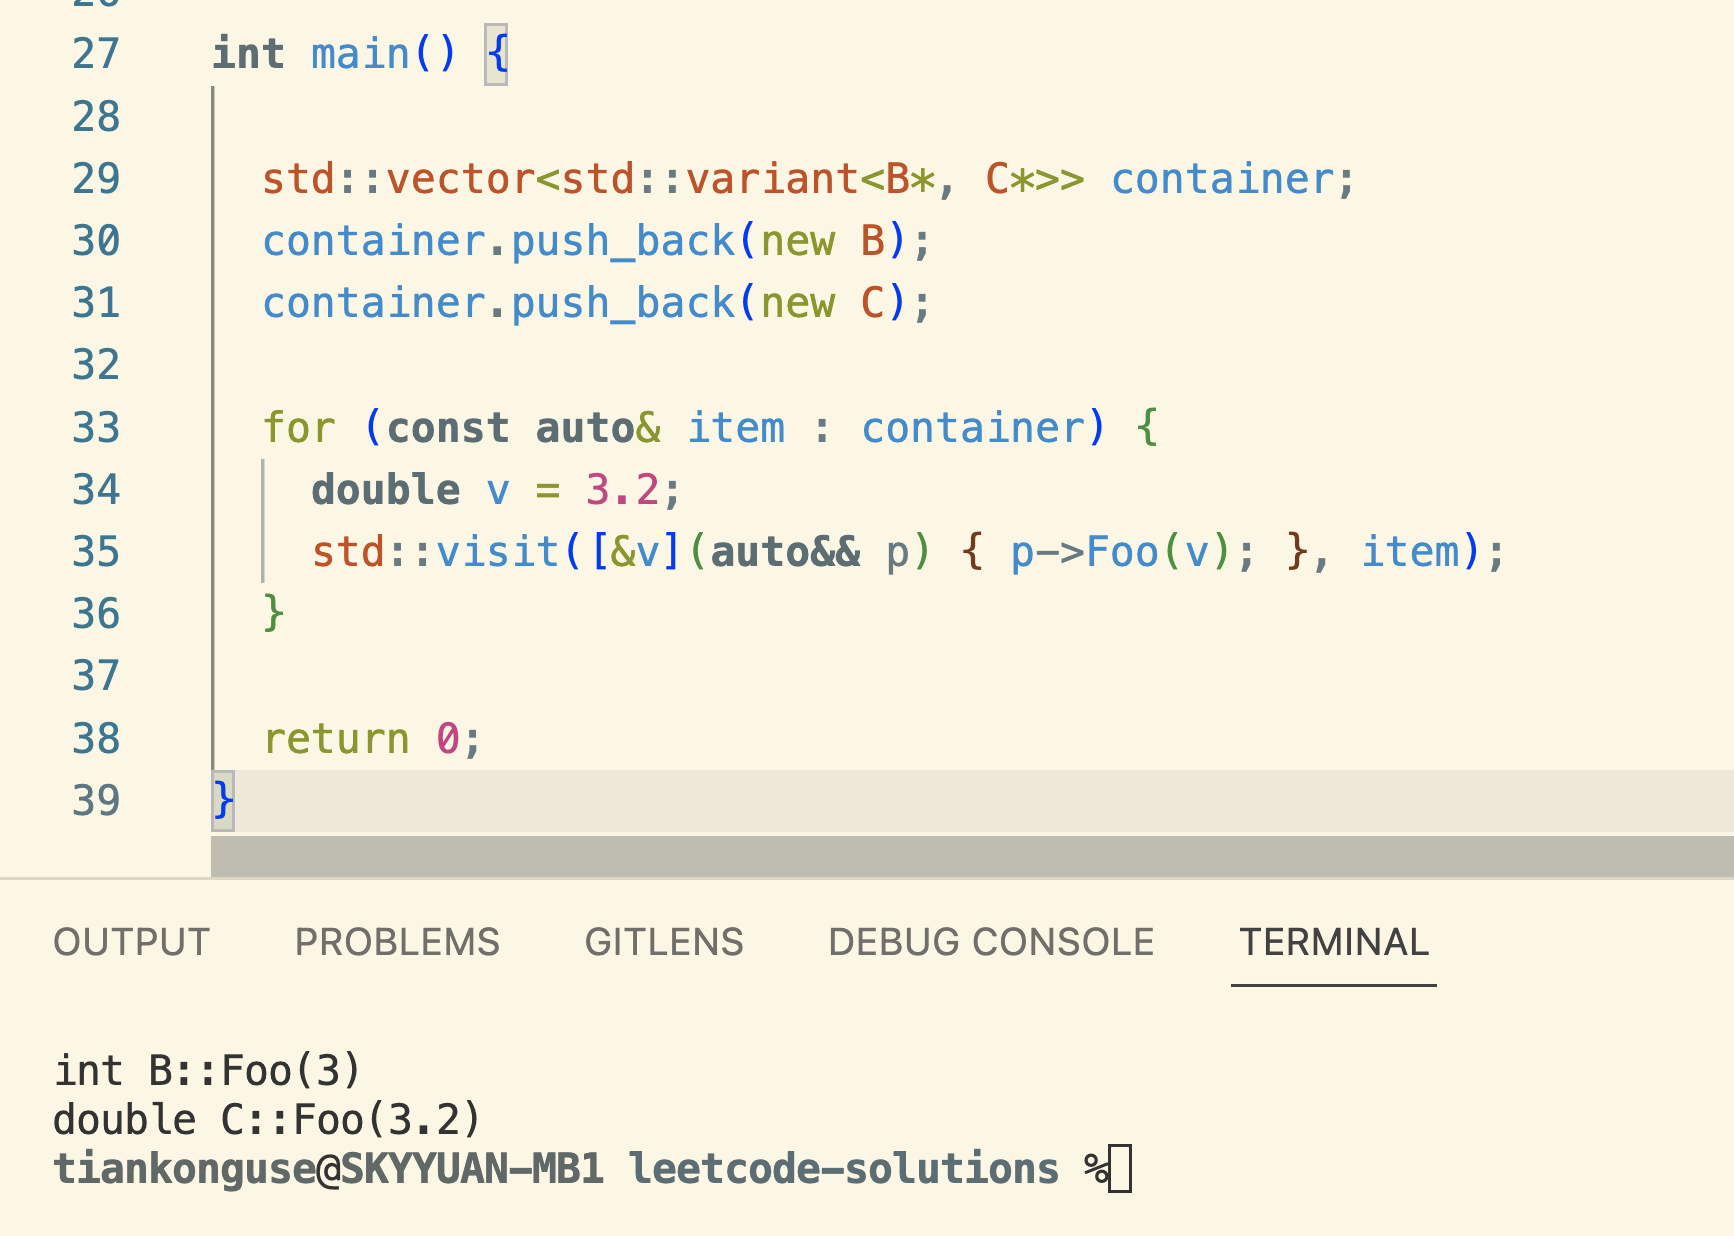 27 int main() {
28
29 std::vector<std::variant<B*, C*>> container;
30 container.push_back(new B);
31 container.push_back(new C);
32
33 for (const auto& item : container) {
34 double v = 3.2;
35 std::visit([&v](auto&& p) { p->Foo(v); }, item);
36 }
37
38 return 0;
39 }
OUTPUT PROBLEMS GITLENS DEBUG CONSOLE TERMINAL
int B::Foo(3)
double C::Foo(3.2)
tiankonguse@SKYYUAN-MB1 leetcode-solutions %